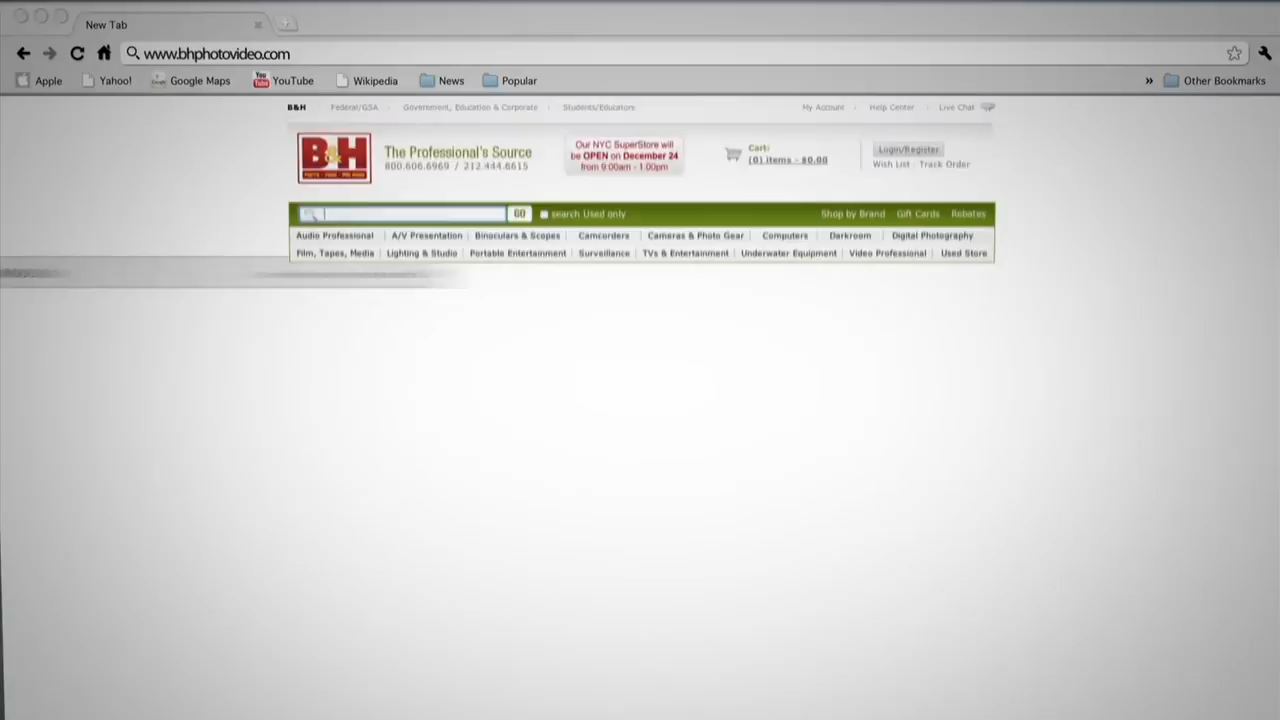 New Tab
www.bhphotovideo.com
Apple Yahoo! Google Maps YouTube Wikipedia News Popular » Other Bookmarks
B&H Federal/GSA Government, Education & Corporate Students/Educators My Account Help Center Live Chat
B&H The Professional's Source
800.606.6969 / 212.444.6615
Our NYC SuperStore will
be OPEN on December 24
from 9:00am - 1:00pm
Cart:
(0) items - $0.00
Login/Register
Wish List Track Order
GO search Used only Shop by Brand Gift Cards Rebates
Audio Professional A/V Presentation Binoculars & Scopes Camcorders Cameras & Photo Gear Computers Darkroom Digital Photography
Film, Tapes, Media Lighting & Studio Portable Entertainment Surveillance TVs & Entertainment Underwater Equipment Video Professional Used Store